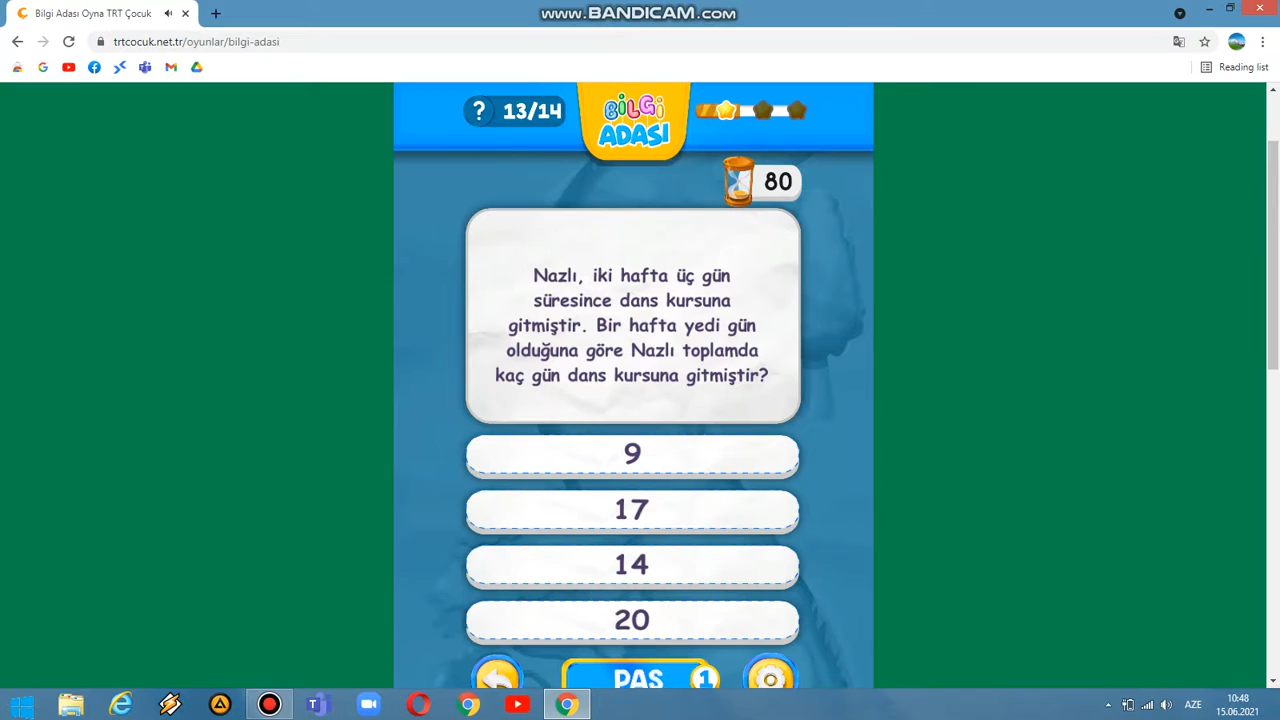 Bilgi Adası Oyna TRT Çocuk
www.BANDICAM.com
trtcocuk.net.tr/oyunlar/bilgi-adasi
Reading list
? 13/14
BİLGİ
ADASI
80
Nazlı, iki hafta üç gün
süresince dans kursuna
gitmiştir. Bir hafta yedi gün
olduğuna göre Nazlı toplamda
kaç gün dans kursuna gitmiştir?
9
17
14
20
PAS
1
AZE
10:48
15.06.2021